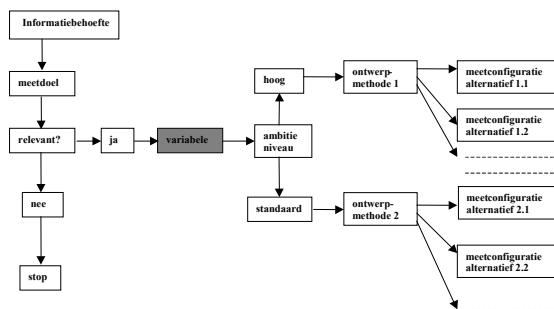 Informatiebehoefte
meetdoel
relevant?
ja
variabele
ambitie
niveau
nee
stop
hoog
ontwerp-
methode 1
meetconfiguratie
alternatief 1.1
meetconfiguratie
alternatief 1.2
standaard
ontwerp-
methode 2
meetconfiguratie
alternatief 2.1
meetconfiguratie
alternatief 2.2